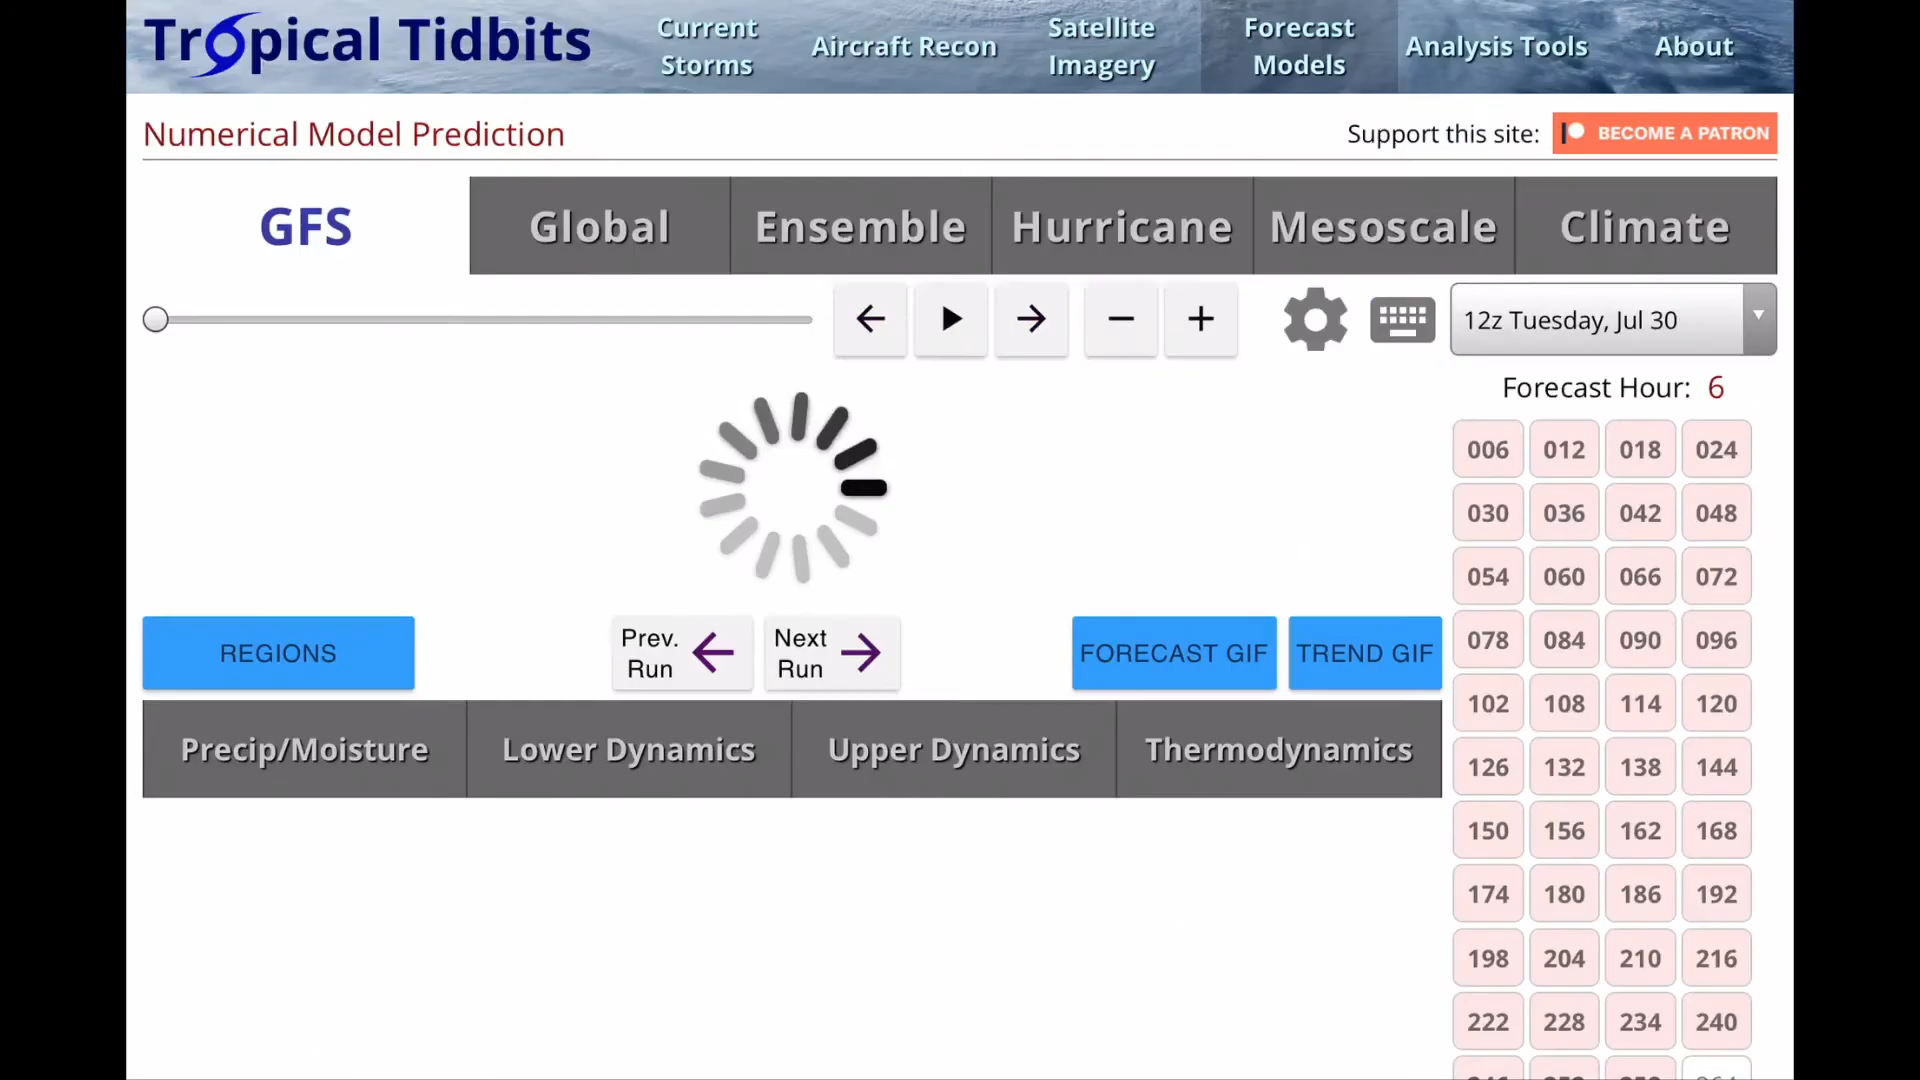 Tropical Tidbits
Current Storms
Aircraft Recon
Satellite Imagery
Forecast Models
Analysis Tools
About
Numerical Model Prediction
Support this site:
BECOME A PATRON
GFS
Global
Ensemble
Hurricane
Mesoscale
Climate
12z Tuesday, Jul 30
Forecast Hour: 6
006 012 018 024
030 036 042 048
054 060 066 072
078 084 090 096
102 108 114 120
126 132 138 144
150 156 162 168
174 180 186 192
198 204 210 216
222 228 234 240
REGIONS
Prev. Run
Next Run
FORECAST GIF
TREND GIF
Precip/Moisture
Lower Dynamics
Upper Dynamics
Thermodynamics